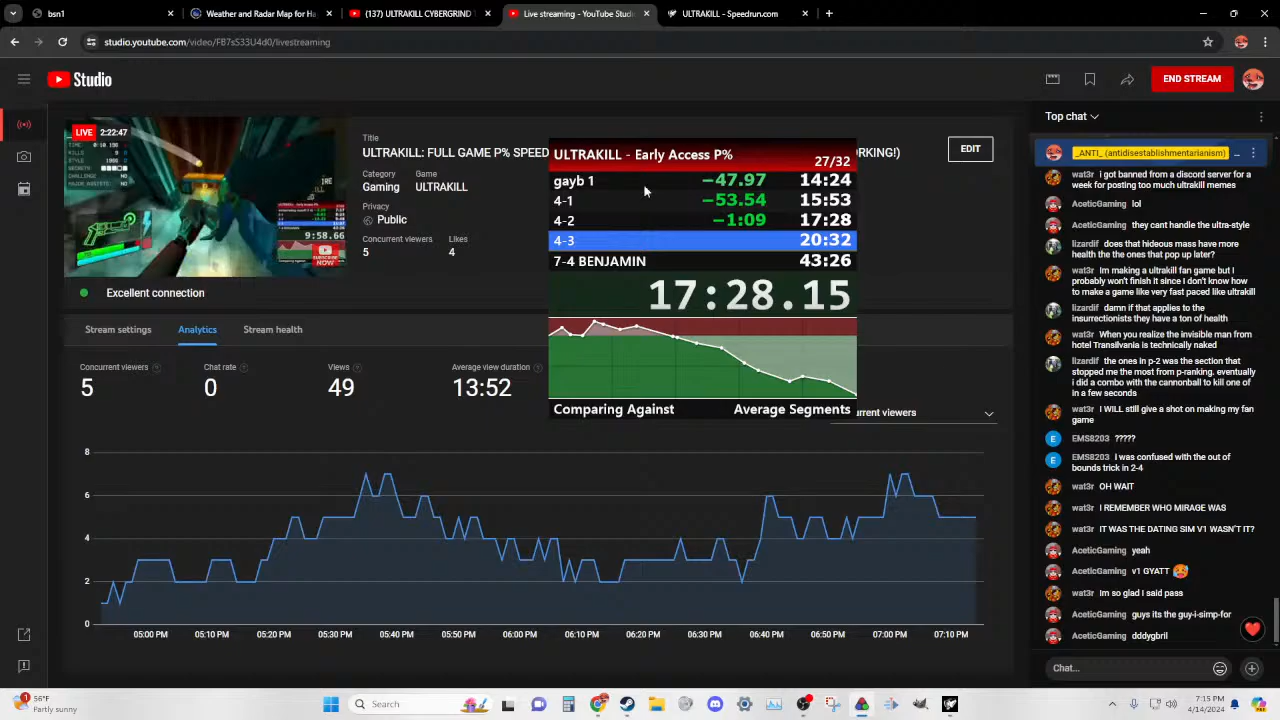 bsn1
Weather and Radar Map for Ha
(137) ULTRAKILL CYBERGRIND
Live streaming - YouTube Studio
ULTRAKILL - Speedrun.com
studio.youtube.com/video/FB7sS33U4d0/livestreaming
Studio
END STREAM
LIVE
2:22:47
9:58.66
SUBSCRIBE
NOW
Title
ULTRAKILL: FULL GAME P% SPEED
ORKING!)
EDIT
Category
Game
Gaming
ULTRAKILL
Privacy
Public
Concurrent viewers
Likes
5
4
Excellent connection
Stream settings
Analytics
Stream health
Concurrent viewers
Chat rate
Views
Average view duration
5
0
49
13:52
urrent viewers
ULTRAKILL - Early Access P%
27/32
gayb 1 −47.97 14:24
4-1 −53.54 15:53
4-2 −1:09 17:28
4-3 20:32
7-4 BENJAMIN 43:26
17:28.15
Comparing Against Average Segments
8
6
4
2
0
05:00 PM 05:10 PM 05:20 PM 05:30 PM 05:40 PM 05:50 PM 06:00 PM 06:10 PM 06:20 PM 06:30 PM 06:40 PM 06:50 PM 07:00 PM 07:10 PM
Top chat
_ANTI_ (antidisestablishmentarianism) ...
wat3r i got banned from a discord server for a
week for posting too much ultrakill memes
AceticGaming lol
AceticGaming they cant handle the ultra-style
lizardif does that hideous mass have more
health the the ones that pop up later?
wat3r Im making a ultrakill fan game but I
probably won't finish it since I don't know how
to make a game like very fast paced like ultrakill
lizardif damn if that applies to the
insurrectionists they have a ton of health
wat3r When you realize the invisible man from
hotel Transilvania is technically naked
lizardif the ones in p-2 was the section that
stopped me the most from p-ranking. eventually
i did a combo with the cannonball to kill one of
in a few seconds
wat3r I WILL still give a shot on making my fan
game
EMS8203 ?????
EMS8203 I was confused with the out of
bounds trick in 2-4
wat3r OH WAIT
wat3r I REMEMBER WHO MIRAGE WAS
wat3r IT WAS THE DATING SIM V1 WASN'T IT?
AceticGaming yeah
AceticGaming v1 GYATT 🥵
wat3r Im so glad I said pass
AceticGaming guys its the guy-i-simp-for
AceticGaming dddygbril
Chat...
1
56°F
Partly sunny
Search
7:15 PM
4/14/2024